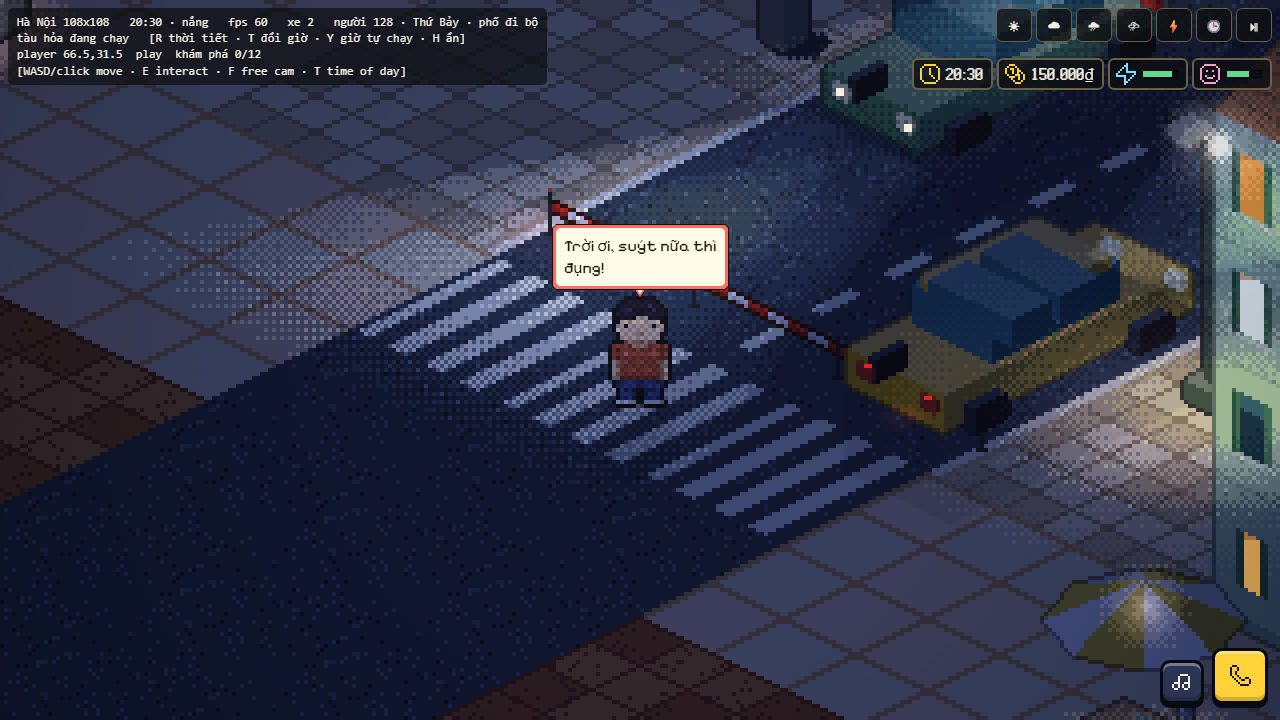 Hà Nội 108x108 20:30 · nắng fps 60 xe 2 người 128 · Thứ Bảy · phố đi bộ
tàu hỏa đang chạy [R thời tiết · T đổi giờ · Y giờ tự chạy · H ẩn]
player 66.5,31.5 play khám phá 0/12
[WASD/click move · E interact · F free cam · T time of day]
20:30
150.000₫
Trời ơi, suýt nữa thì
đụng!